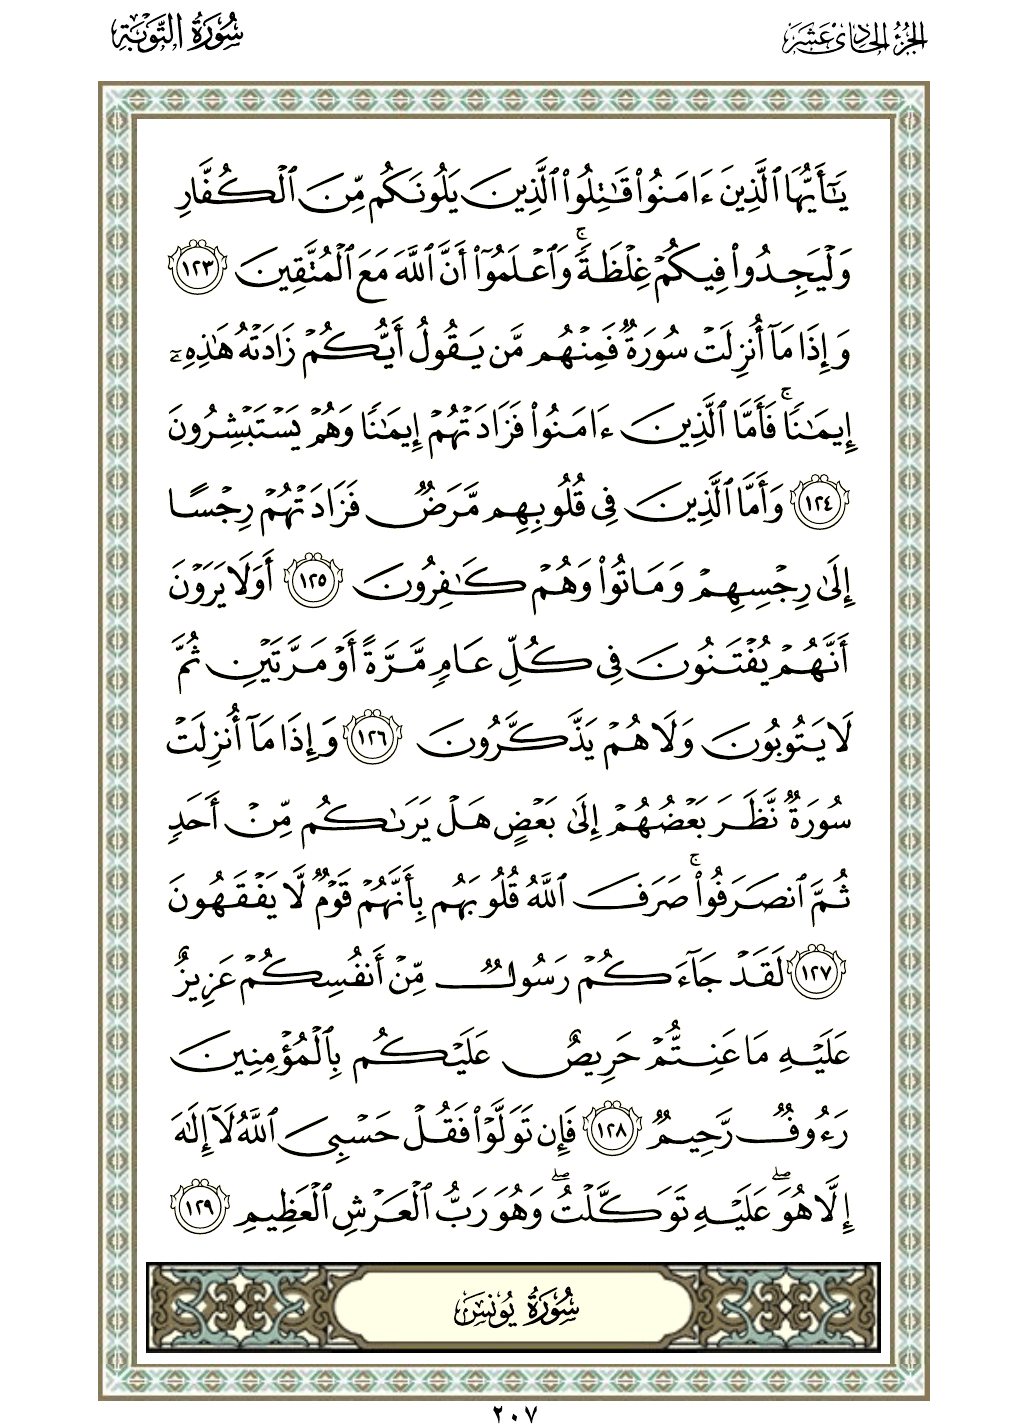 الجزء الحادي عشر
سورة التوبة
يَٰٓأَيُّهَا ٱلَّذِينَ ءَامَنُوا۟ قَٰتِلُوا۟ ٱلَّذِينَ يَلُونَكُم مِّنَ ٱلْكُفَّارِ
وَلْيَجِدُوا۟ فِيكُمْ غِلْظَةً ۚ وَٱعْلَمُوٓا۟ أَنَّ ٱللَّهَ مَعَ ٱلْمُتَّقِينَ ١٢٣
وَإِذَا مَآ أُنزِلَتْ سُورَةٌ فَمِنْهُم مَّن يَقُولُ أَيُّكُمْ زَادَتْهُ هَٰذِهِۦٓ
إِيمَٰنًا ۚ فَأَمَّا ٱلَّذِينَ ءَامَنُوا۟ فَزَادَتْهُمْ إِيمَٰنًا وَهُمْ يَسْتَبْشِرُونَ
١٢٤ وَأَمَّا ٱلَّذِينَ فِى قُلُوبِهِم مَّرَضٌ فَزَادَتْهُمْ رِجْسًا
إِلَىٰ رِجْسِهِمْ وَمَاتُوا۟ وَهُمْ كَٰفِرُونَ ١٢٥ أَوَلَا يَرَوْنَ
أَنَّهُمْ يُفْتَنُونَ فِى كُلِّ عَامٍ مَّرَّةً أَوْ مَرَّتَيْنِ ثُمَّ
لَا يَتُوبُونَ وَلَا هُمْ يَذَّكَّرُونَ ١٢٦ وَإِذَا مَآ أُنزِلَتْ
سُورَةٌ نَّظَرَ بَعْضُهُمْ إِلَىٰ بَعْضٍ هَلْ يَرَىٰكُم مِّنْ أَحَدٍ
ثُمَّ ٱنصَرَفُوا۟ ۚ صَرَفَ ٱللَّهُ قُلُوبَهُم بِأَنَّهُمْ قَوْمٌ لَّا يَفْقَهُونَ
١٢٧ لَقَدْ جَآءَكُمْ رَسُولٌ مِّنْ أَنفُسِكُمْ عَزِيزٌ
عَلَيْهِ مَا عَنِتُّمْ حَرِيصٌ عَلَيْكُم بِٱلْمُؤْمِنِينَ
رَءُوفٌ رَّحِيمٌ ١٢٨ فَإِن تَوَلَّوْا۟ فَقُلْ حَسْبِىَ ٱللَّهُ لَآ إِلَٰهَ
إِلَّا هُوَ ۖ عَلَيْهِ تَوَكَّلْتُ ۖ وَهُوَ رَبُّ ٱلْعَرْشِ ٱلْعَظِيمِ ١٢٩
سُورَةُ يُونُسَ
٢٠٧